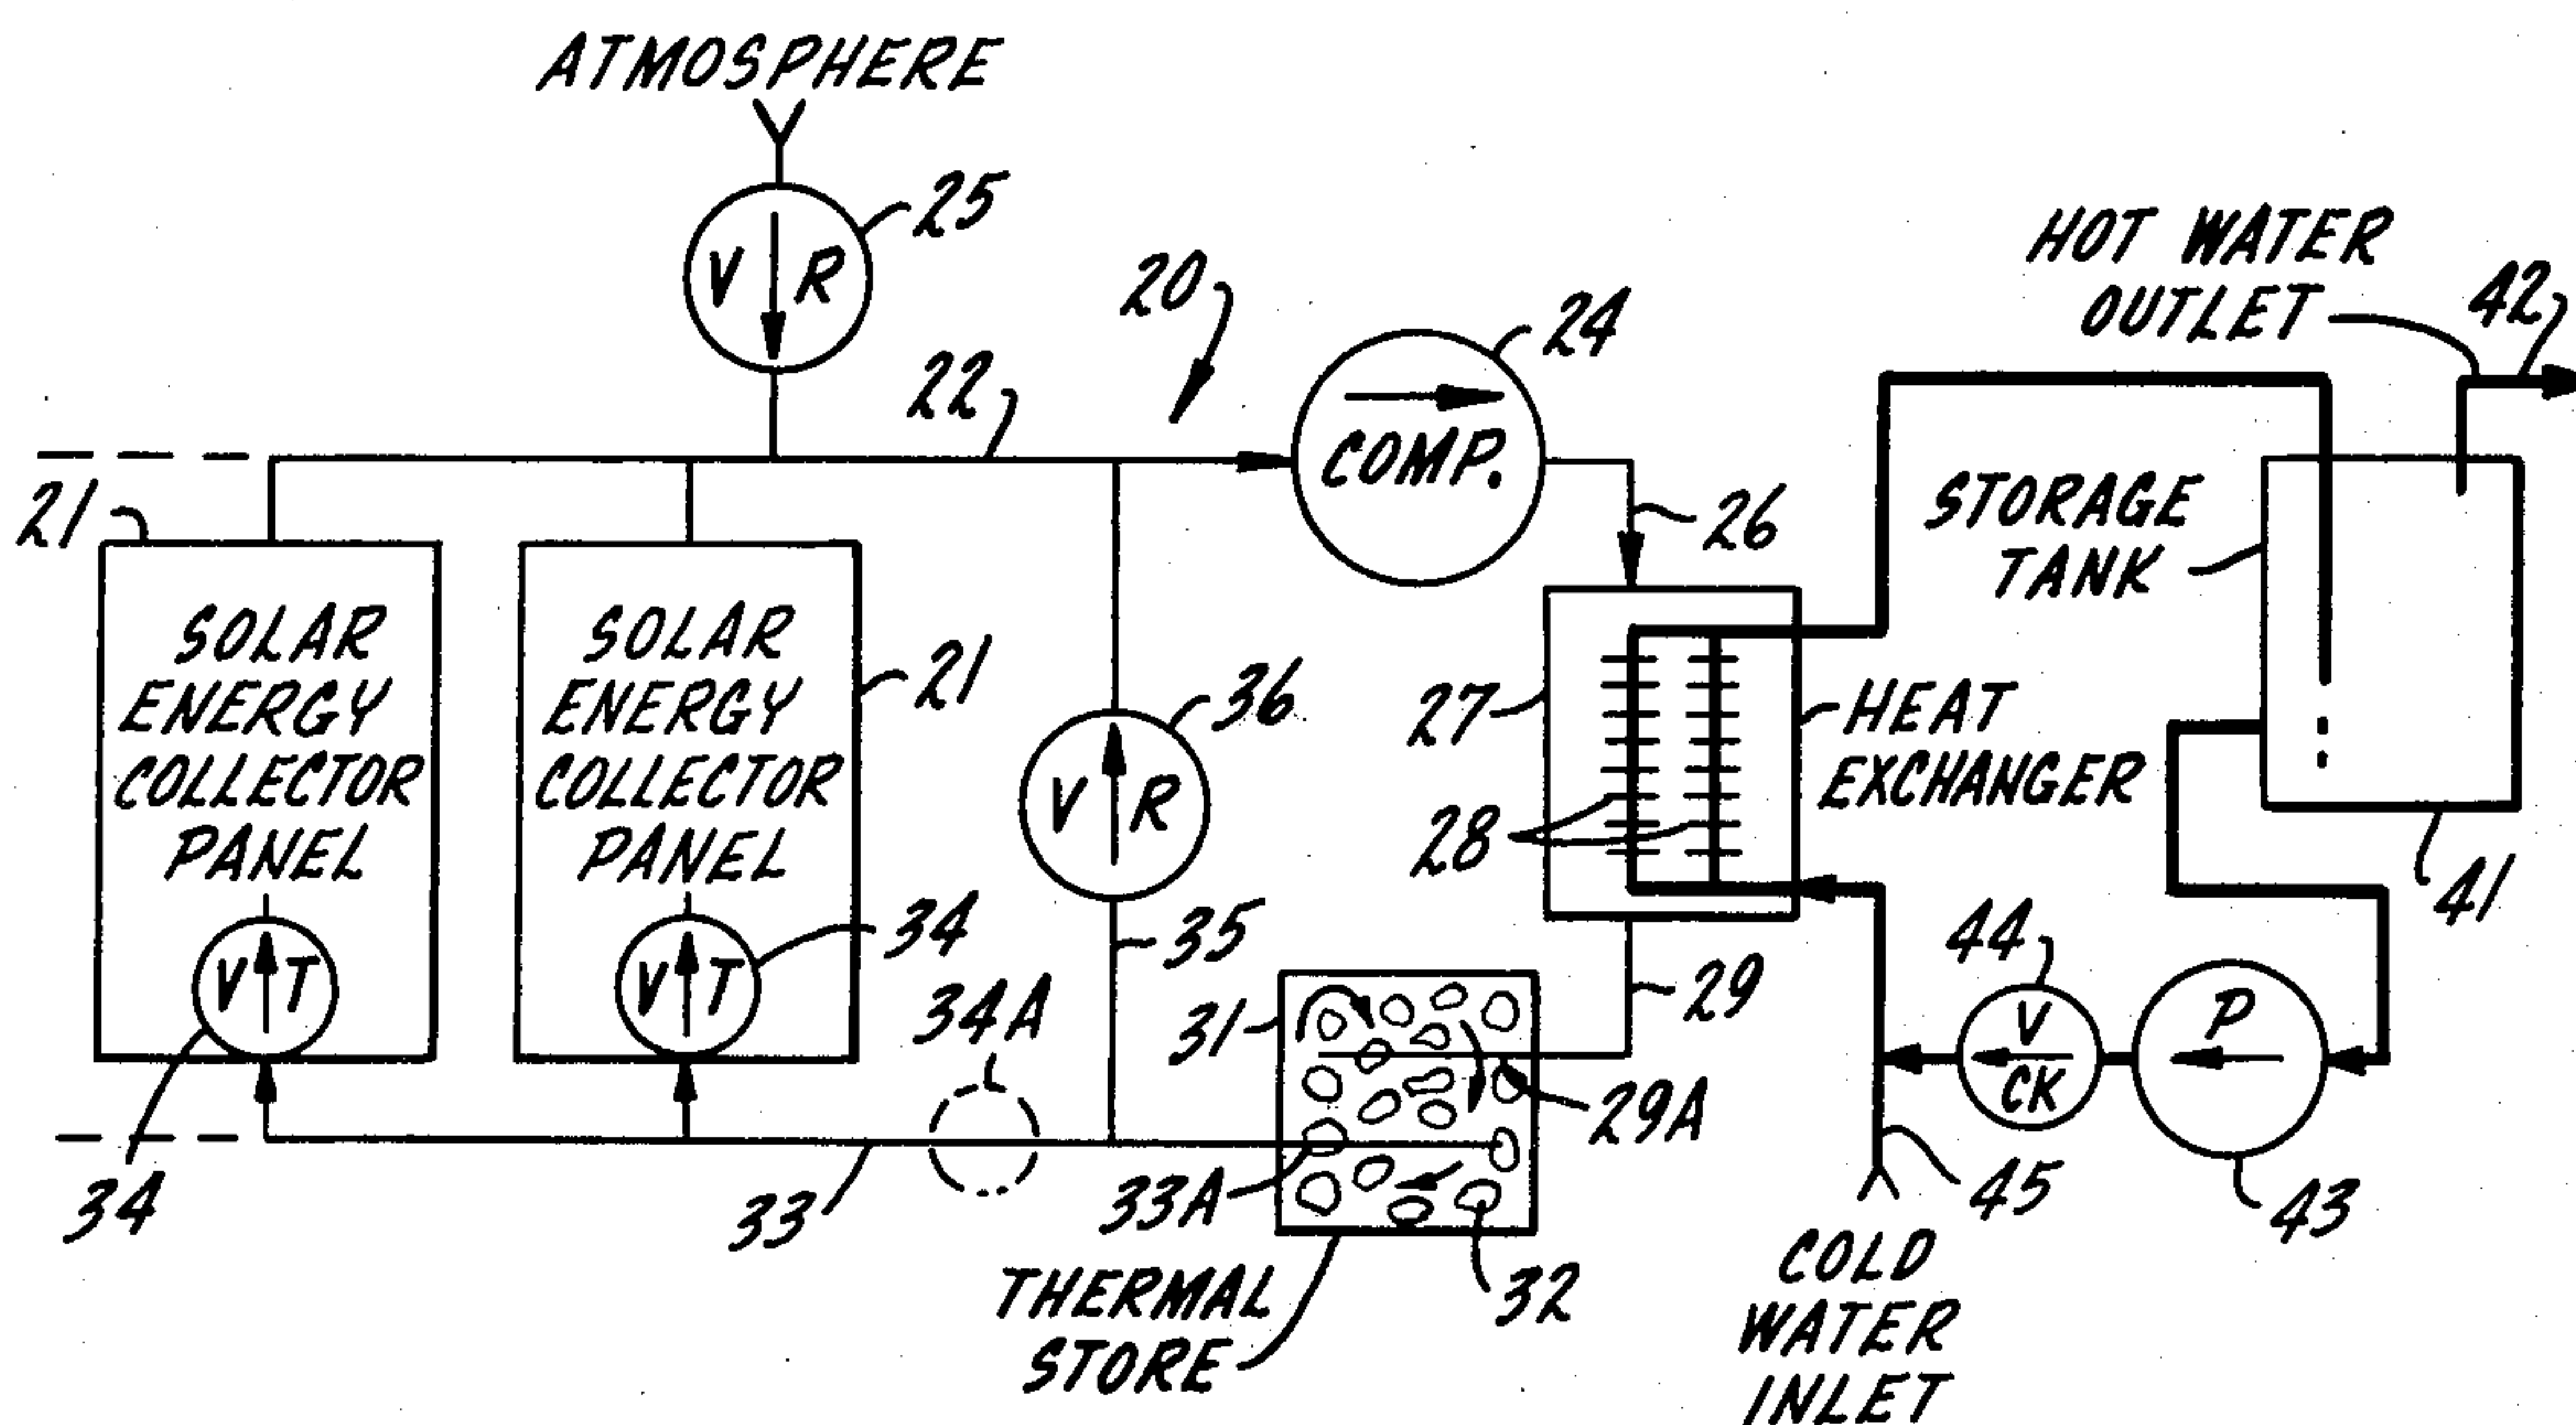 ATMOSPHERE
V R
25
20
22
24
COMP.
26
HOT WATER
OUTLET
42
STORAGE
TANK
41
21
SOLAR
ENERGY
COLLECTOR
PANEL
V T
34
SOLAR
ENERGY
COLLECTOR
PANEL
21
V T
34
34A
33
V R
36
35
27
28
HEAT
EXCHANGER
29
29A
31
33A
32
THERMAL
STORE
44
V
CK
P
43
45
COLD
WATER
INLET